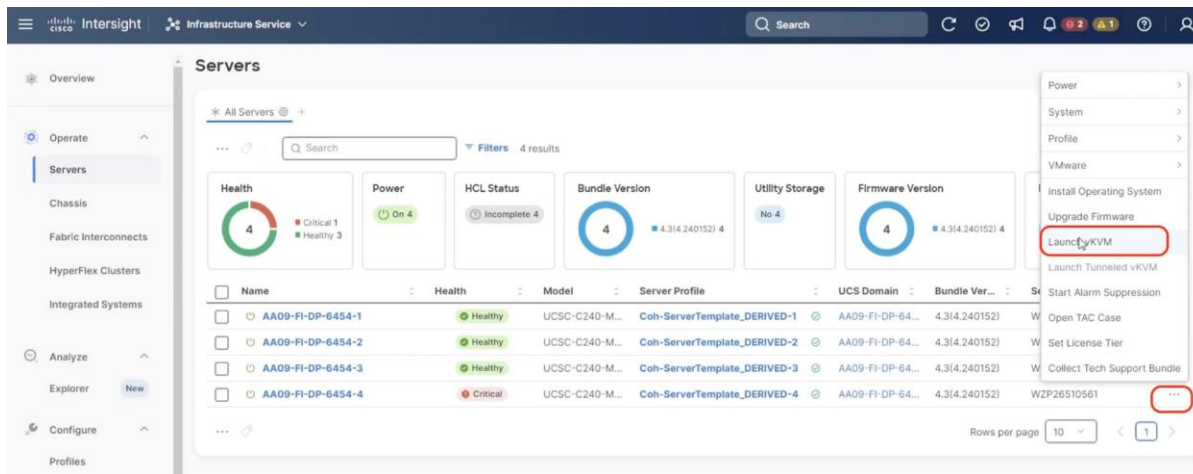 cisco Intersight
Infrastructure Service
Search
2
1
Servers
Overview
Operate
Servers
Chassis
Fabric Interconnects
HyperFlex Clusters
Integrated Systems
Analyze
Explorer New
Configure
Profiles
All Servers +
... Search Filters 4 results
Health
4
Critical 1
Healthy 3
Power
On 4
HCL Status
Incomplete 4
Bundle Version
4
4.3(4.240152) 4
Utility Storage
No 4
Firmware Version
4
4.3(4.240152) 4
Name Health Model Server Profile UCS Domain Bundle Ver... Se
AA09-FI-DP-6454-1 Healthy UCSC-C240-M... Coh-ServerTemplate_DERIVED-1 AA09-FI-DP-64... 4.3(4.240152) W
AA09-FI-DP-6454-2 Healthy UCSC-C240-M... Coh-ServerTemplate_DERIVED-2 AA09-FI-DP-64... 4.3(4.240152) W
AA09-FI-DP-6454-3 Healthy UCSC-C240-M... Coh-ServerTemplate_DERIVED-3 AA09-FI-DP-64... 4.3(4.240152) W
AA09-FI-DP-6454-4 Critical UCSC-C240-M... Coh-ServerTemplate_DERIVED-4 AA09-FI-DP-64... 4.3(4.240152) WZP26510561 ...
... Rows per page 10 < 1 >
Power
System
Profile
VMware
Install Operating System
Upgrade Firmware
Launch vKVM
Launch Tunneled vKVM
Start Alarm Suppression
Open TAC Case
Set License Tier
Collect Tech Support Bundle